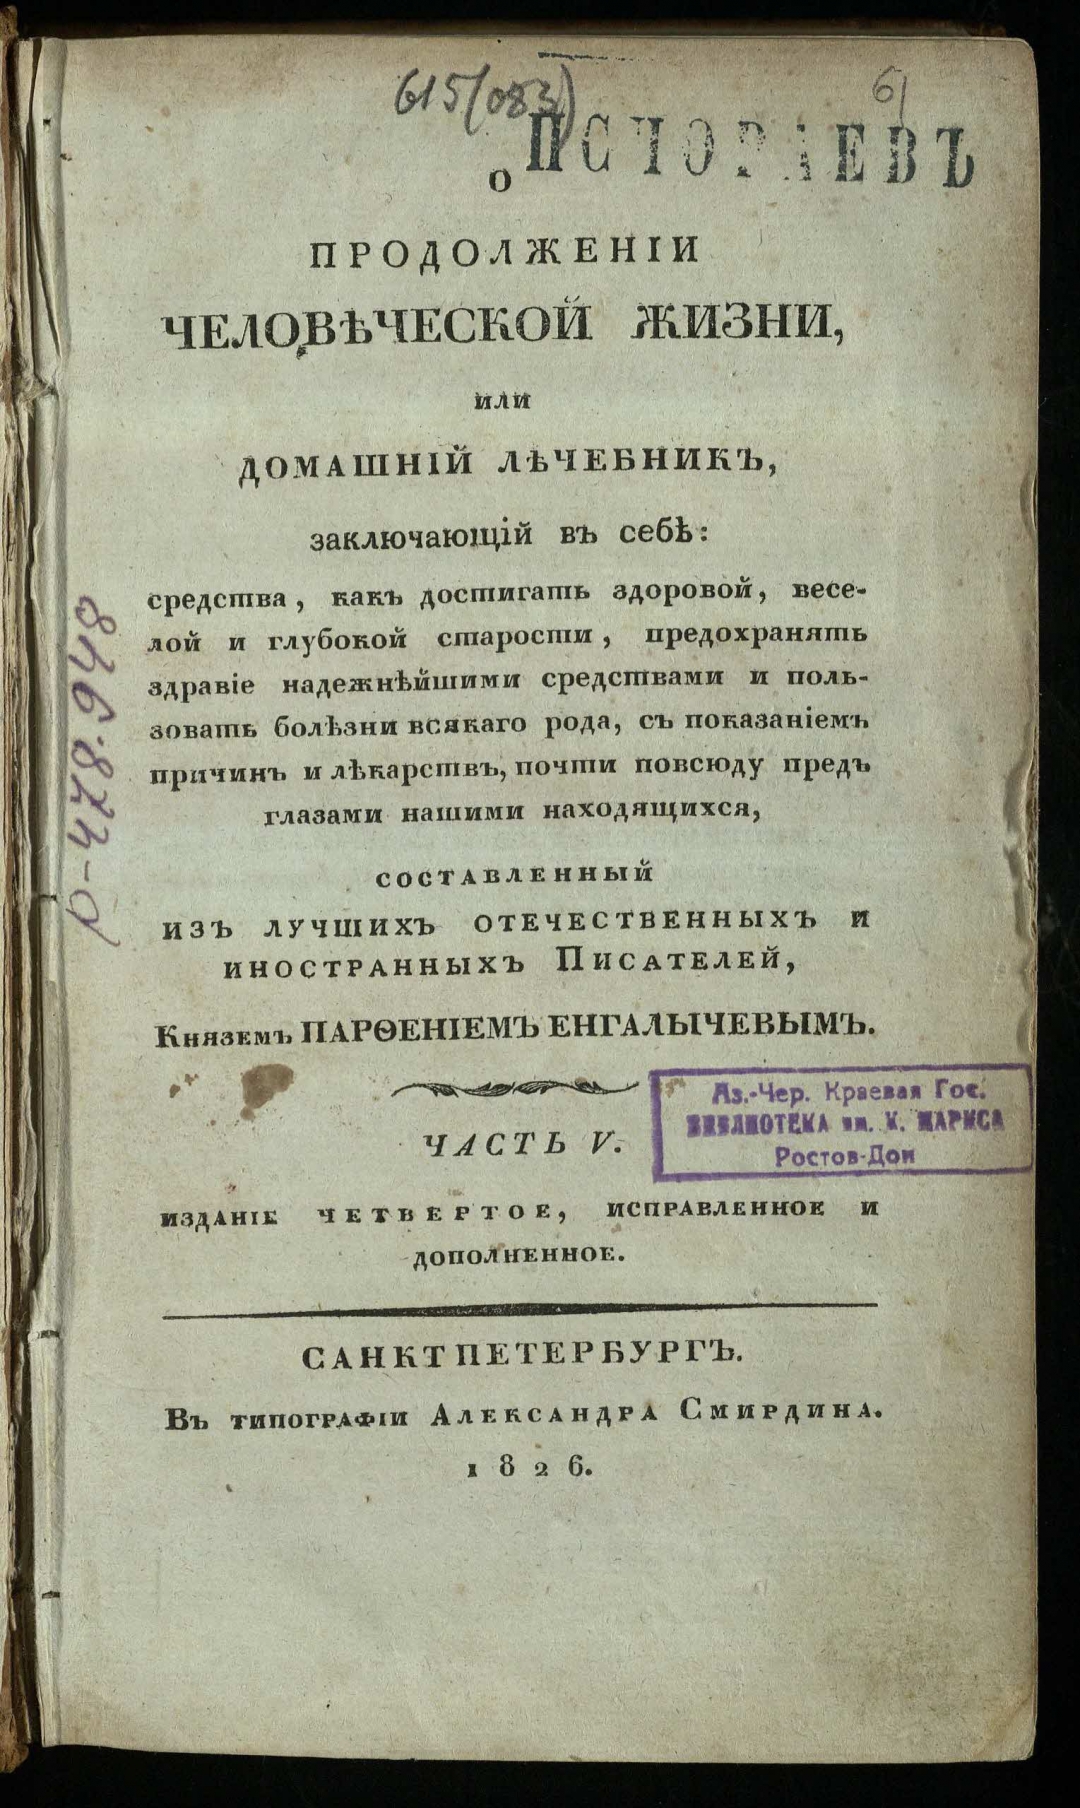 615(083)
61
П С ЧОРАЕВЪ
О
ПРОДОЛЖЕНІИ
ЧЕЛОВѢЧЕСКОЙ ЖИЗНИ,
ИЛИ
ДОМАШНІЙ ЛѢЧЕБНИКЪ,
заключающій въ себѣ:
средства, какъ достигать здоровой, весе-
лой и глубокой старости, предохранять
здравіе надежнѣйшими средствами и поль-
зовать болѣзни всякаго рода, съ показаніемъ
причинъ и лѣкарствъ, почти повсюду предъ
глазами нашими находящихся,
СОСТАВЛЕННЫЙ
ИЗЪ ЛУЧШИХЪ ОТЕЧЕСТВЕННЫХЪ И
ИНОСТРАННЫХЪ ПИСАТЕЛЕЙ,
Княземъ ПАРѲЕНІЕМЪ ЕНГАЛЫЧЕВЫМЪ.
ЧАСТЬ V.
Аз.-Чер. Краевая Гос.
БИБЛИОТЕКА им. К. МАРКСА
Ростов-Дон
ИЗДАНІЕ ЧЕТВЕРТОЕ, ИСПРАВЛЕННОЕ И
ДОПОЛНЕННОЕ.
САНКТПЕТЕРБУРГЪ.
Въ типографіи Александра Смирдина.
1826.
р-478.948